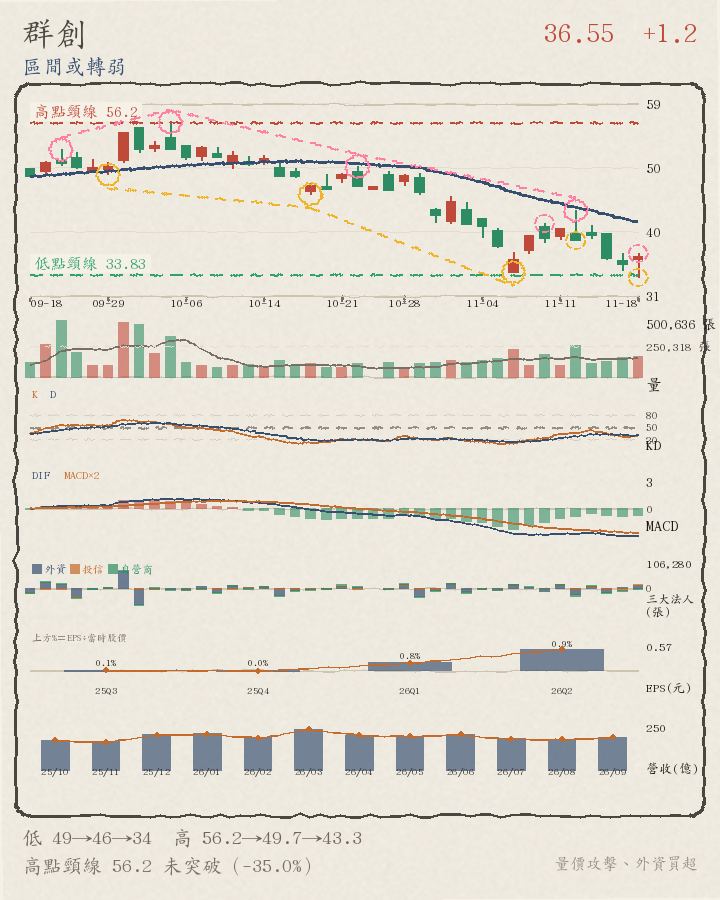 群創
36.55 +1.2
區間或轉弱
高點頸線 56.2
59
50
40
低點頸線 33.83
31
09-18 09-29 10-06 10-14 10-21 10-28 11-04 11-11 11-18
500,636 張
250,318 張
量
K D
80
50
20
KD
DIF MACD×2
3
0
MACD
外資 投信 自營商
106,280
0
三大法人
(張)
上方%=EPS÷當時股價
0.57
0.1% 0.0% 0.8% 0.9%
25Q3 25Q4 26Q1 26Q2
EPS(元)
250
營收(億)
25/10 25/11 25/12 26/01 26/02 26/03 26/04 26/05 26/06 26/07 26/08 26/09
低 49→46→34 高 56.2→49.7→43.3
高點頸線 56.2 未突破 (-35.0%)
量價攻擊、外資買超